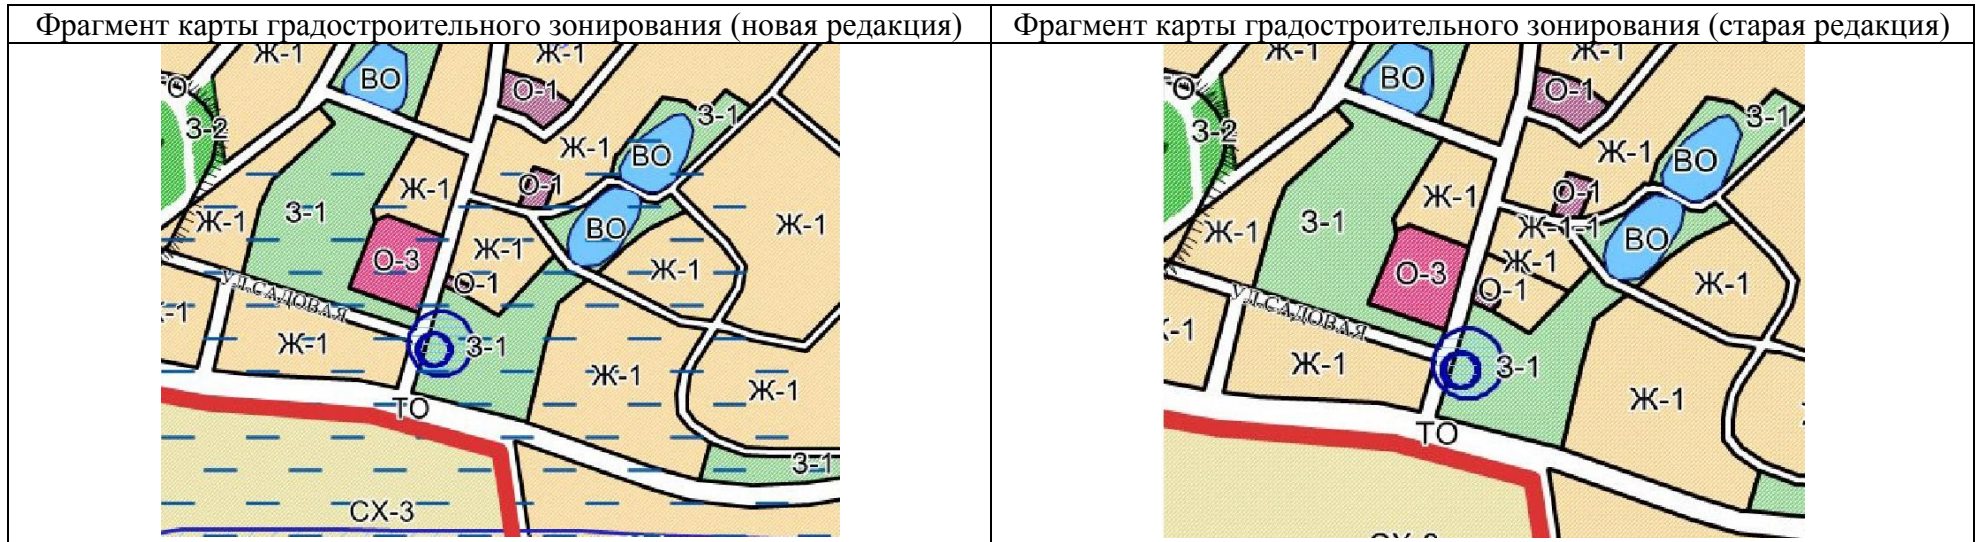 Фрагмент карты градостроительного зонирования (новая редакция)
Фрагмент карты градостроительного зонирования (старая редакция)
Ж-1
Ж-1
ВО
О-1
З-1
З-2
Ж-1
ВО
Ж-1
О-1
Ж-1
З-1
ВО
Ж-1
Ж-1
О-3
Ж-1
О-1
УЛ.САДОВАЯ
Ж-1
З-1
Ж-1
Ж-1
ТО
З-1
СХ-3
Ж-1
Ж-1
ВО
О-1
З-1
З-2
Ж-1
ВО
Ж-1
О-1
Ж-1
З-1
ВО
Ж-1
О-3
О-1
Ж-1
УЛ.САДОВАЯ
Ж-1
З-1
Ж-1
ТО